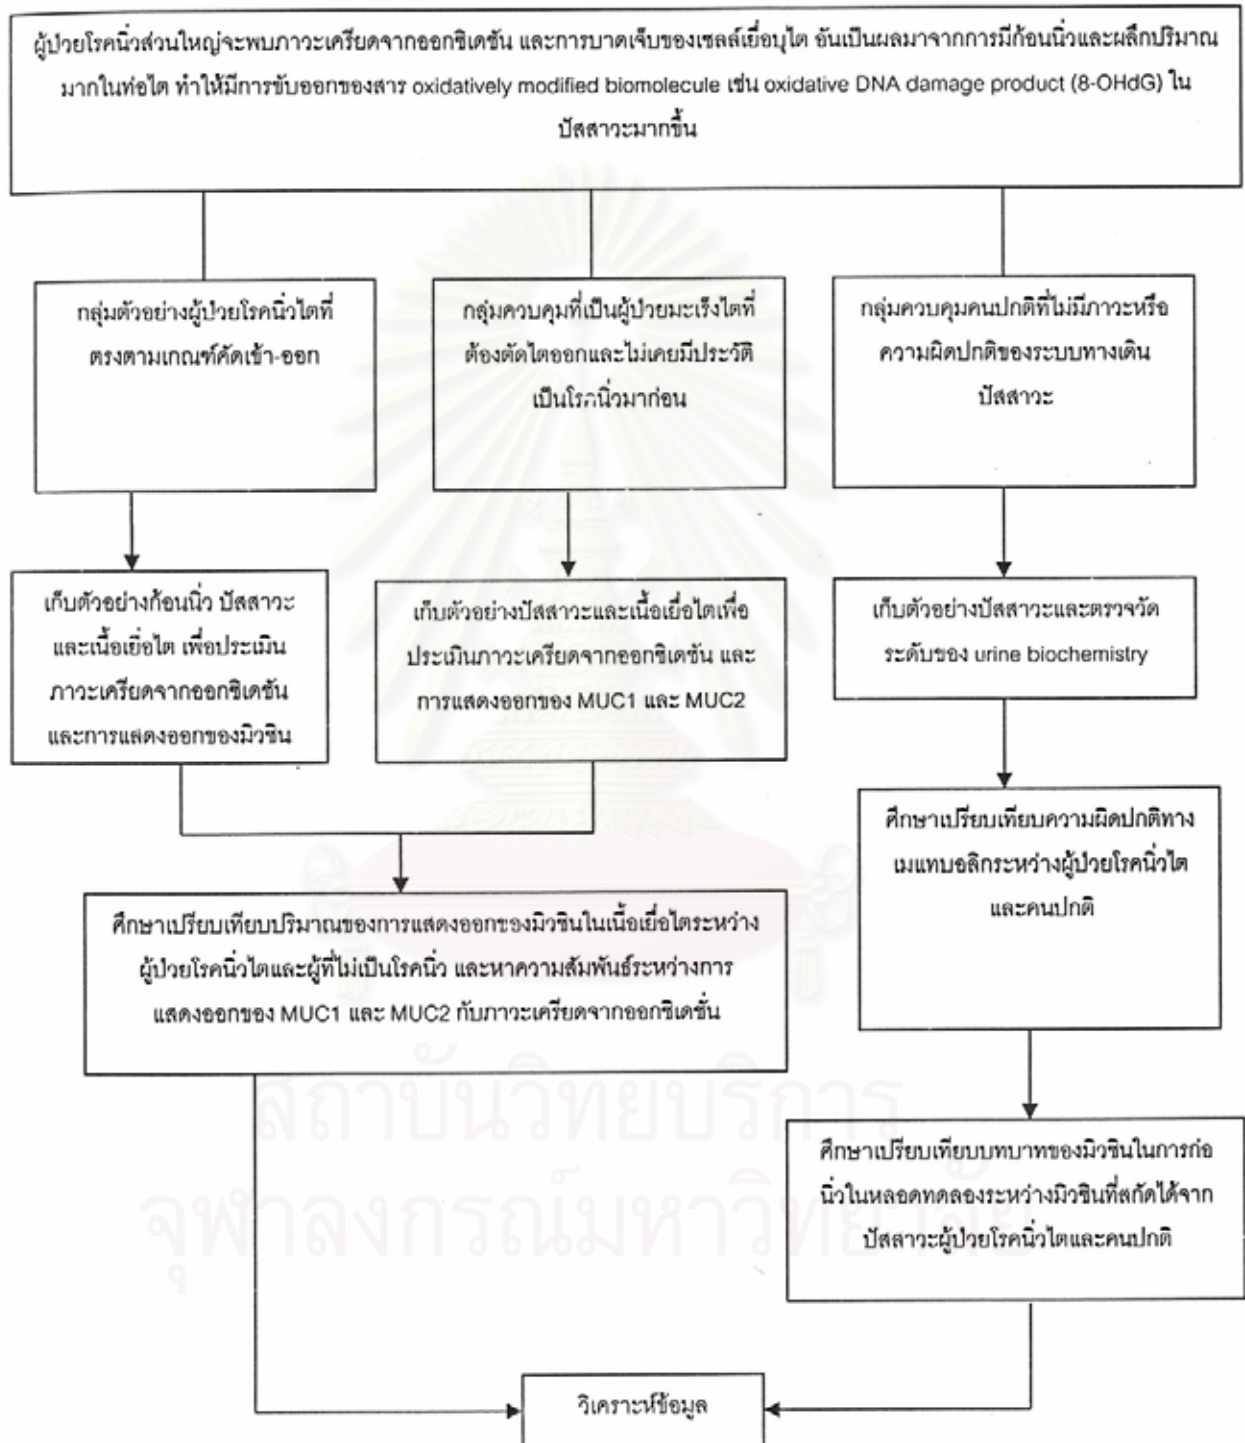 ผู้ป่วยโรคนิ่วส่วนใหญ่จะพบภาวะเครียดจากออกซิเดชัน และการบาดเจ็บของเซลล์เยื่อบุไต อันเป็นผลมาจากการมีก้อนนิ่วและผลึกปริมาณ
มากในท่อไต ทำให้มีการขับออกของสาร oxidatively modified biomolecule เช่น oxidative DNA damage product (8-OHdG) ใน
ปัสสาวะมากขึ้น
กลุ่มตัวอย่างผู้ป่วยโรคนิ่วไตที่
ตรงตามเกณฑ์คัดเข้า-ออก
กลุ่มควบคุมที่เป็นผู้ป่วยมะเร็งไตที่
ต้องตัดไตออกและไม่เคยมีประวัติ
เป็นโรคนิ่วมาก่อน
กลุ่มควบคุมคนปกติที่ไม่มีภาวะหรือ
ความผิดปกติของระบบทางเดิน
ปัสสาวะ
เก็บตัวอย่างก้อนนิ่ว ปัสสาวะ
และเนื้อเยื่อไต เพื่อประเมิน
ภาวะเครียดจากออกซิเดชัน
และการแสดงออกของมิวซิน
เก็บตัวอย่างปัสสาวะและเนื้อเยื่อไตเพื่อ
ประเมินภาวะเครียดจากออกซิเดชัน และ
การแสดงออกของ MUC1 และ MUC2
เก็บตัวอย่างปัสสาวะและตรวจวัด
ระดับของ urine biochemistry
ศึกษาเปรียบเทียบความผิดปกติทาง
เมแทบอลิกระหว่างผู้ป่วยโรคนิ่วไต
และคนปกติ
ศึกษาเปรียบเทียบปริมาณของการแสดงออกของมิวซินในเนื้อเยื่อไตระหว่าง
ผู้ป่วยโรคนิ่วไตและผู้ที่ไม่เป็นโรคนิ่ว และหาความสัมพันธ์ระหว่างการ
แสดงออกของ MUC1 และ MUC2 กับภาวะเครียดจากออกซิเดชั่น
ศึกษาเปรียบเทียบบทบาทของมิวซินในการก่อ
นิ่วในหลอดทดลองระหว่างมิวซินที่สกัดได้จาก
ปัสสาวะผู้ป่วยโรคนิ่วไตและคนปกติ
สถาบันวิทยบริการ
จุฬาลงกรณ์มหาวิทยาลัย
วิเคราะห์ข้อมูล